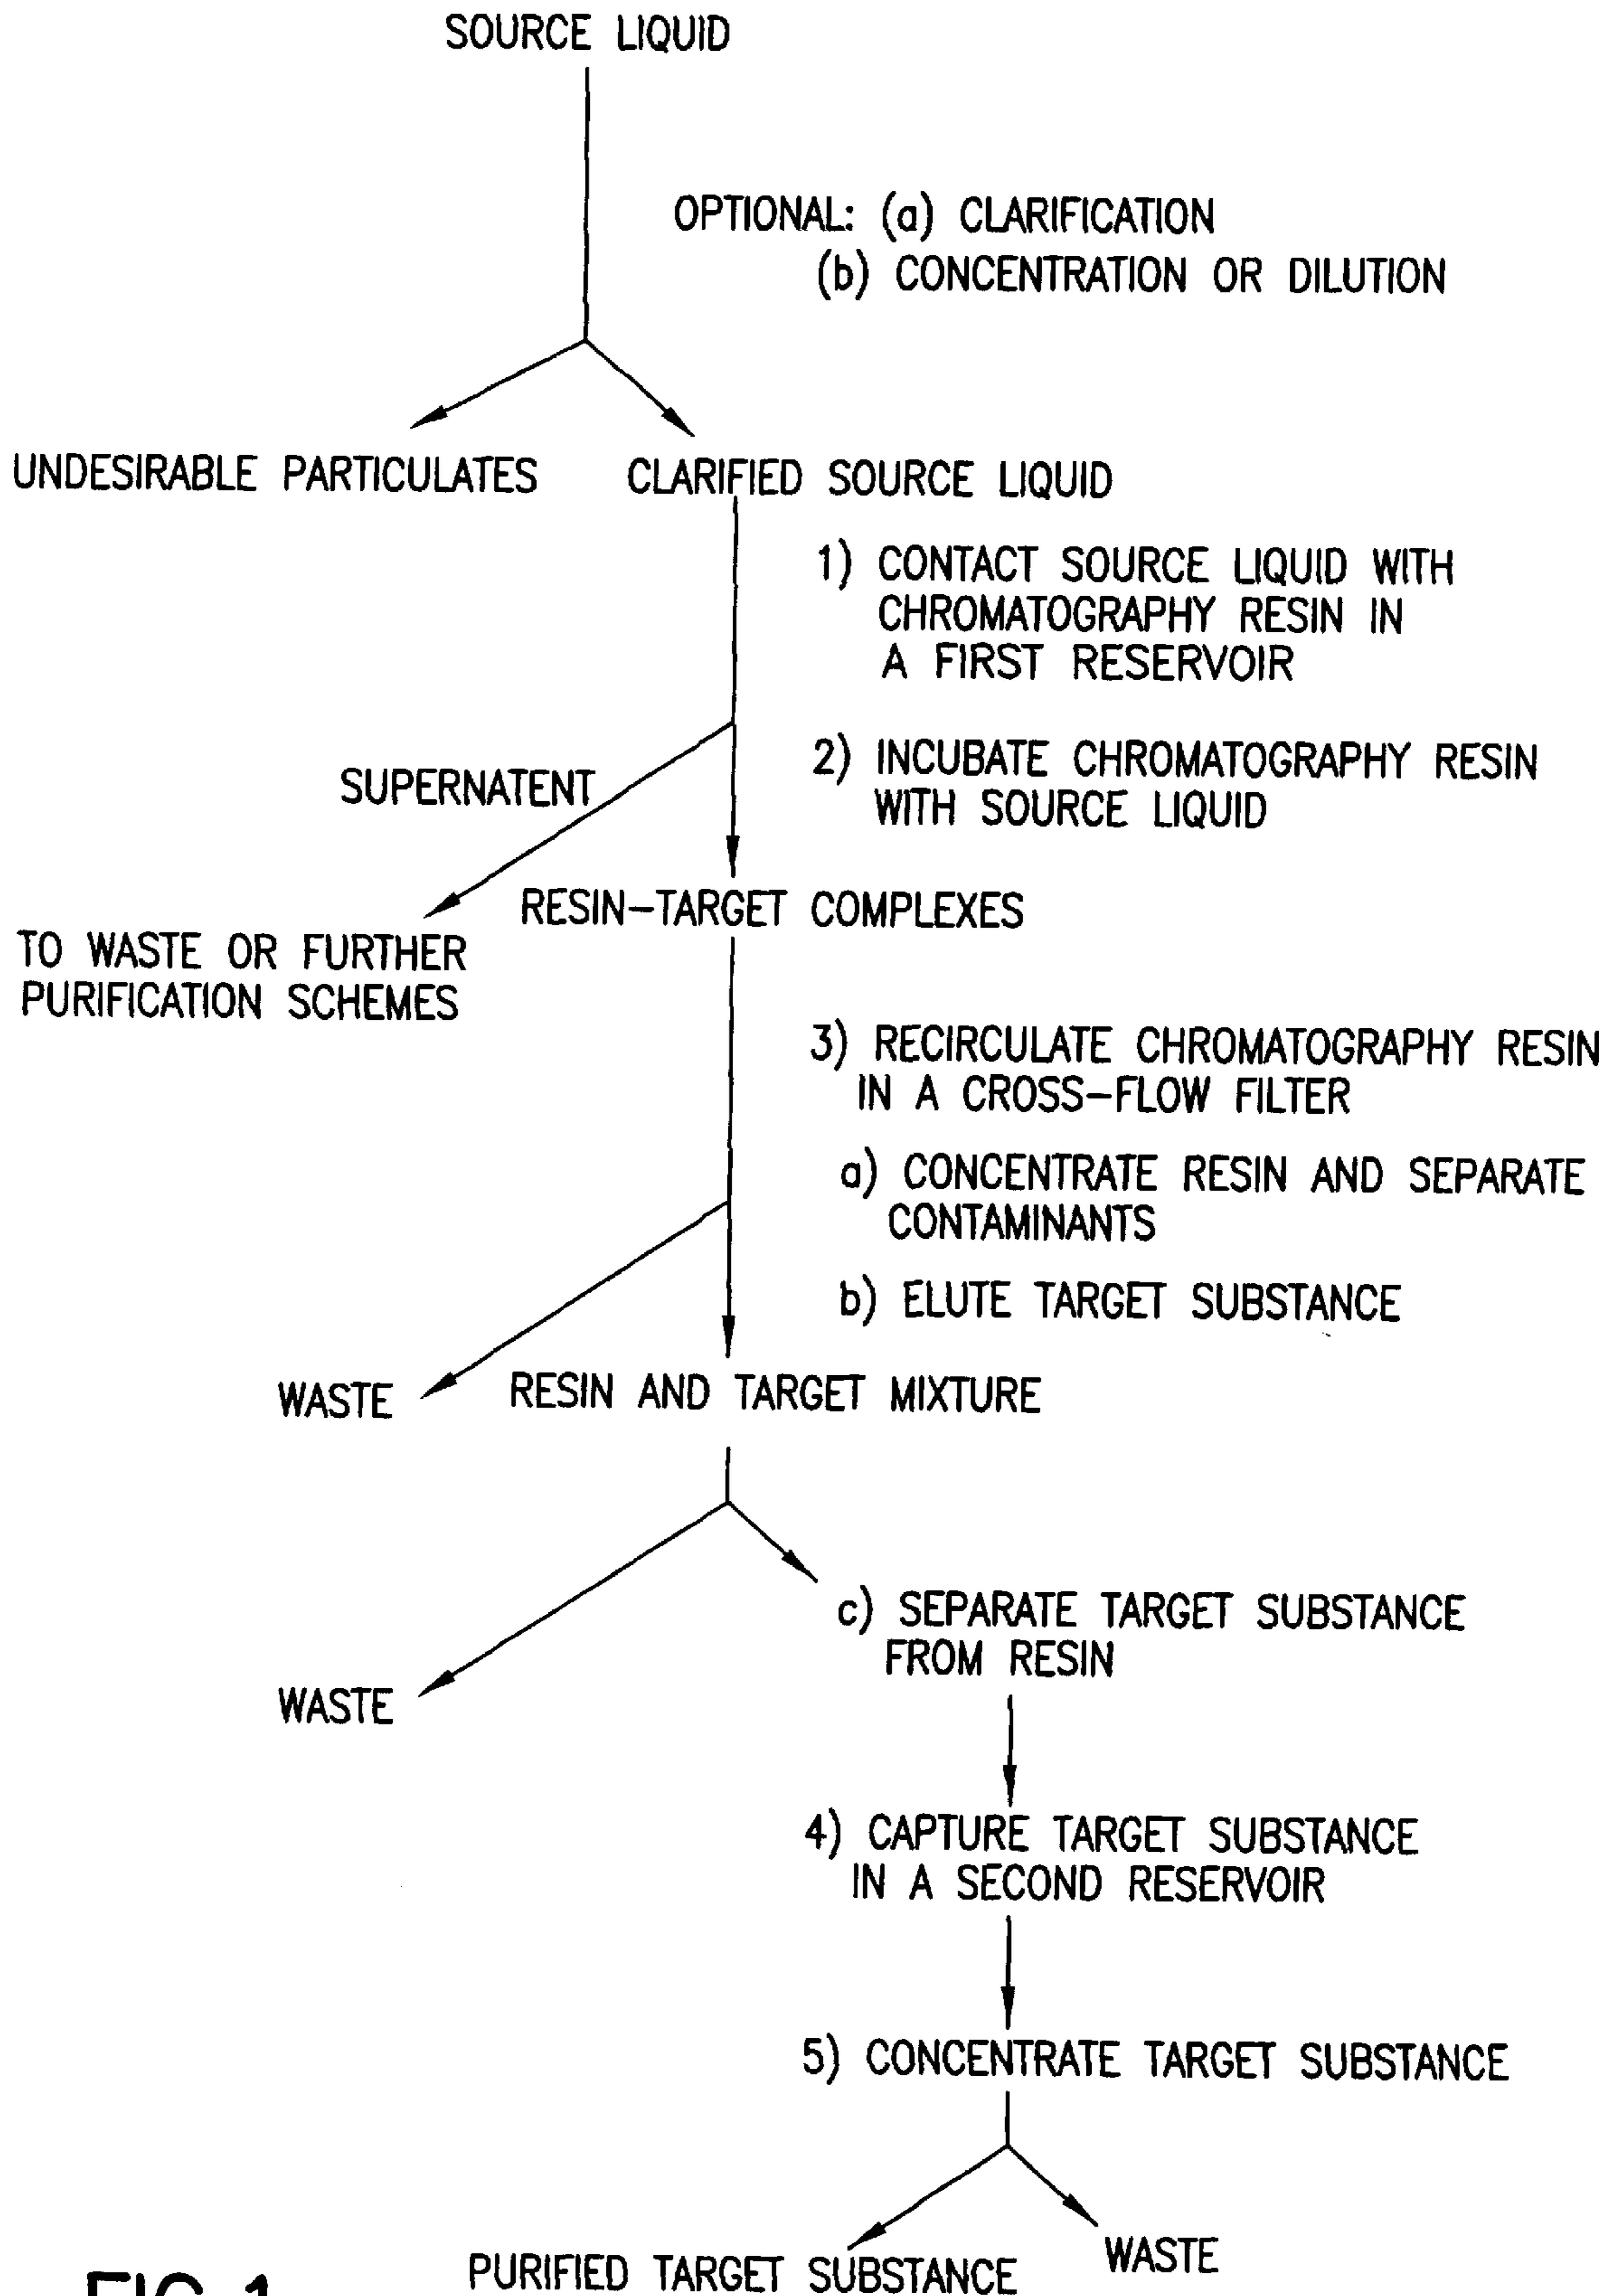 SOURCE LIQUID
OPTIONAL: (a) CLARIFICATION
(b) CONCENTRATION OR DILUTION
UNDESIRABLE PARTICULATES
CLARIFIED SOURCE LIQUID
1) CONTACT SOURCE LIQUID WITH
CHROMATOGRAPHY RESIN IN
A FIRST RESERVOIR
2) INCUBATE CHROMATOGRAPHY RESIN
WITH SOURCE LIQUID
SUPERNATENT
TO WASTE OR FURTHER
PURIFICATION SCHEMES
RESIN-TARGET COMPLEXES
3) RECIRCULATE CHROMATOGRAPHY RESIN
IN A CROSS-FLOW FILTER
a) CONCENTRATE RESIN AND SEPARATE
CONTAMINANTS
b) ELUTE TARGET SUBSTANCE
WASTE
RESIN AND TARGET MIXTURE
c) SEPARATE TARGET SUBSTANCE
FROM RESIN
WASTE
4) CAPTURE TARGET SUBSTANCE
IN A SECOND RESERVOIR
5) CONCENTRATE TARGET SUBSTANCE
PURIFIED TARGET SUBSTANCE
WASTE
FIG. 1